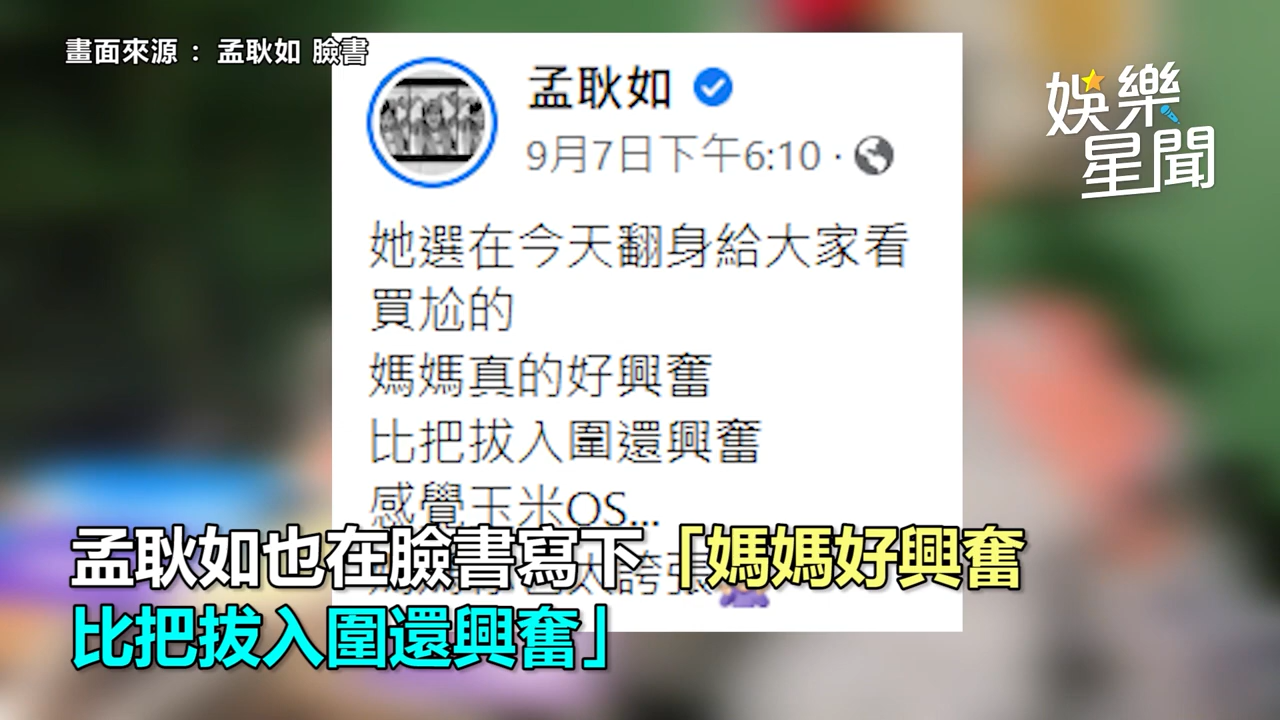 畫面來源 : 孟耿如 臉書
娛樂
星聞
孟耿如
9月7日下午6:10 ·
她選在今天翻身給大家看
買尬的
媽媽真的好興奮
比把拔入圍還興奮
感覺玉米OS...
孟耿如也在臉書寫下「媽媽好興奮
比把拔入圍還興奮」